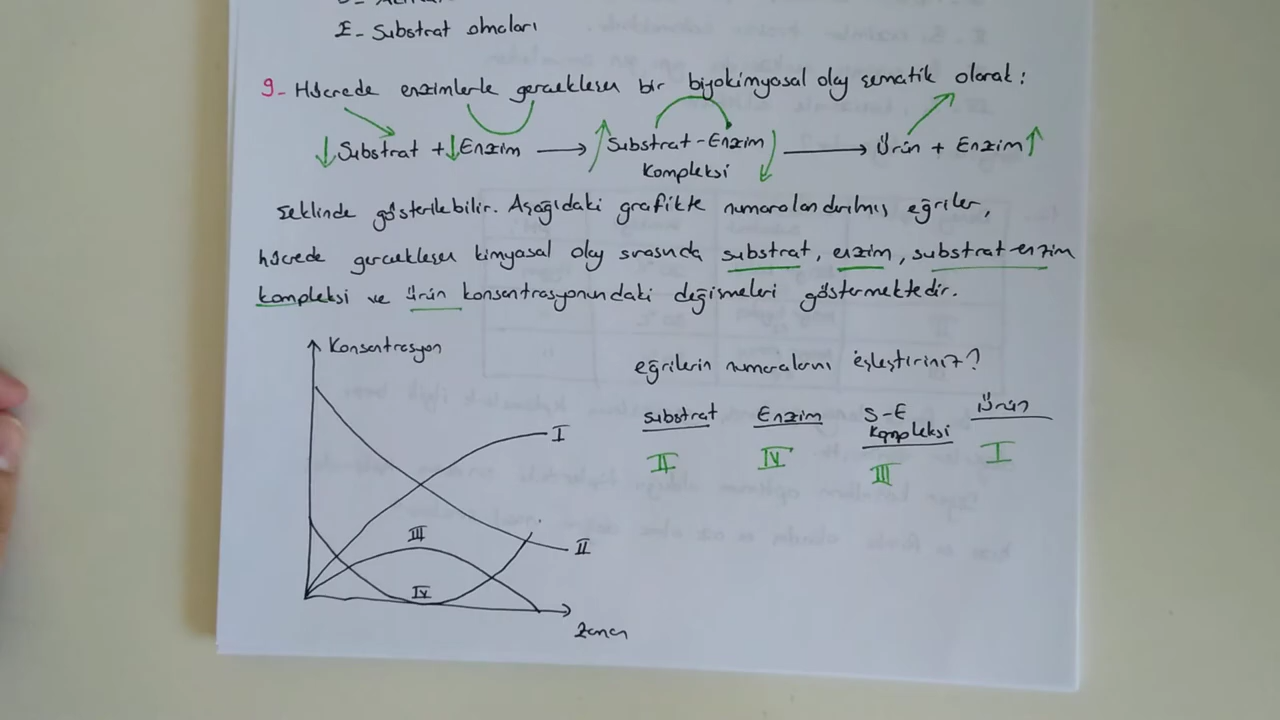 E- Substrat olmaları
9- Hücrede enzimlerle gerçekleşen bir biyokimyasal olay şematik olarak:
↓Substrat + ↓Enzim → ↑Substrat-Enzim↓ → Ürün + Enzim↑
kompleksi
şeklinde gösterilebilir. Aşağıdaki grafikte numaralandırılmış eğriler,
hücrede gerçekleşen kimyasal olay sırasında substrat, enzim, substrat-enzim
kompleksi ve ürün konsantrasyonundaki değişmeleri göstermektedir.
Konsentrasyon
eğrilerin numaralarını eşleştiriniz?
Substrat Enzim S-E kompleksi Ürün
II IV III I
I
III
II
IV
Zaman